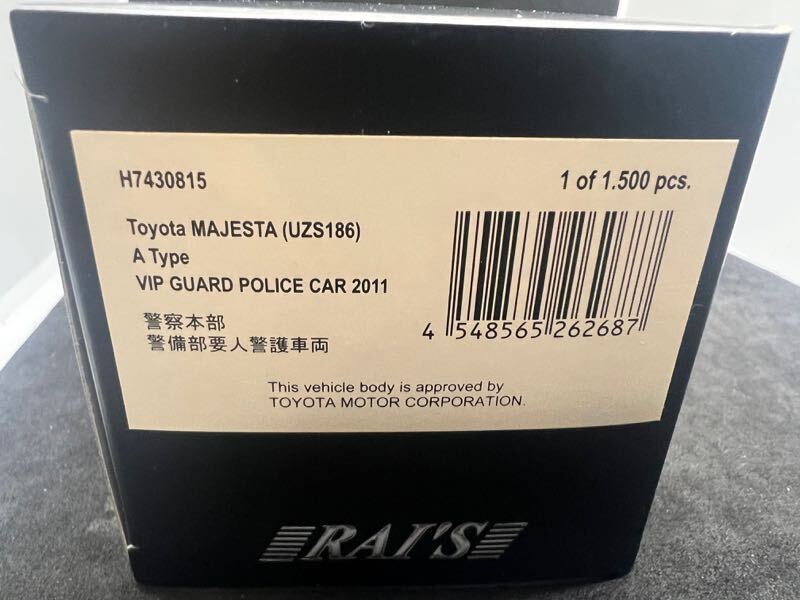 H7430815
1 of 1.500 pcs.
Toyota MAJESTA (UZS186)
A Type
VIP GUARD POLICE CAR 2011
警察本部
警備部要人警護車両
4 548565 262687
This vehicle body is approved by
TOYOTA MOTOR CORPORATION.
RAI'S